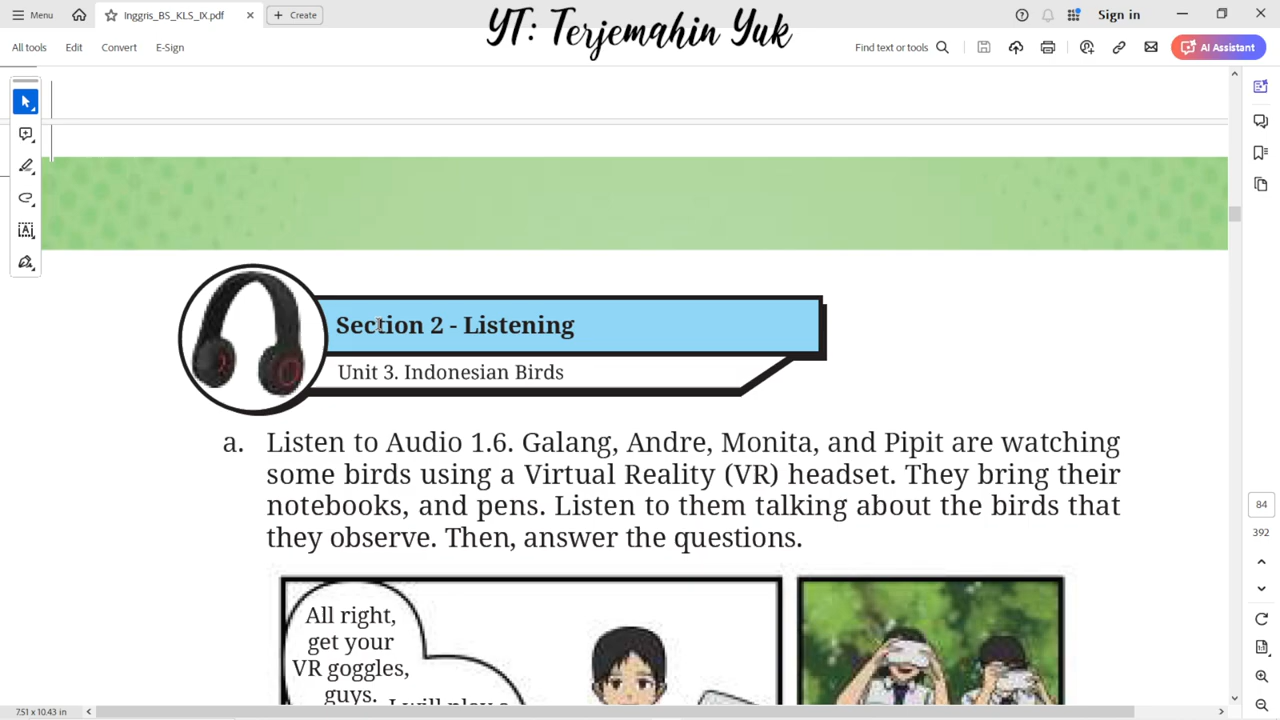 Menu
Inggris_BS_KLS_IX.pdf
Create
YT: Terjemahin Yuk
Sign in
All tools
Edit
Convert
E-Sign
Find text or tools
AI Assistant
Section 2 - Listening
Unit 3. Indonesian Birds
a. Listen to Audio 1.6. Galang, Andre, Monita, and Pipit are watching
some birds using a Virtual Reality (VR) headset. They bring their
notebooks, and pens. Listen to them talking about the birds that
they observe. Then, answer the questions.
All right,
get your
VR goggles,
guys.
I will play a
84
392
7.51 x 10.43 in